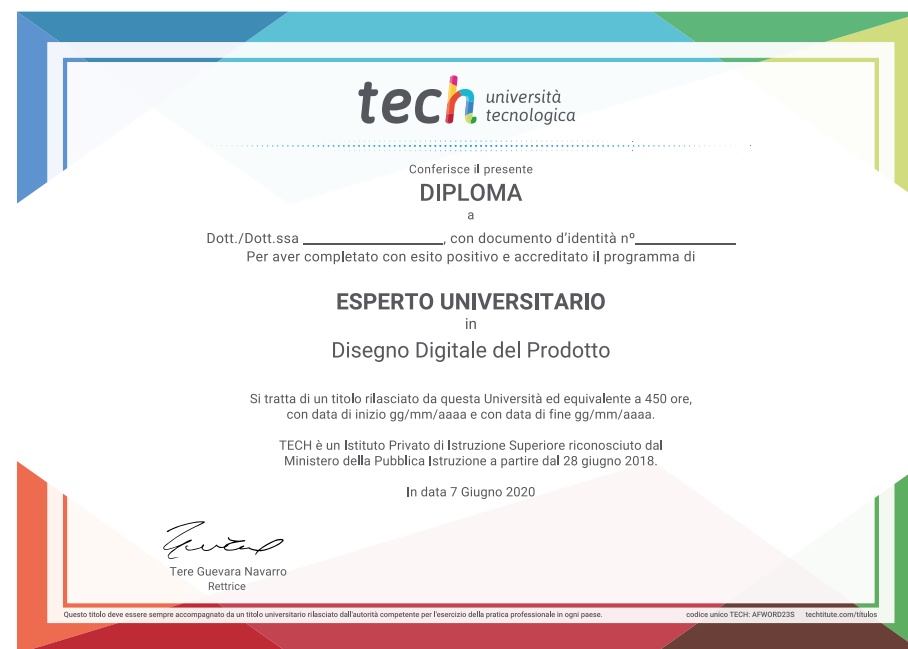 tech università
tecnologica
Conferisce il presente
DIPLOMA
a
Dott./Dott.ssa ____________________, con documento d'identità nº______________
Per aver completato con esito positivo e accreditato il programma di
ESPERTO UNIVERSITARIO
in
Disegno Digitale del Prodotto
Si tratta di un titolo rilasciato da questa Università ed equivalente a 450 ore,
con data di inizio gg/mm/aaaa e con data di fine gg/mm/aaaa.
TECH è un Istituto Privato di Istruzione Superiore riconosciuto dal
Ministero della Pubblica Istruzione a partire dal 28 giugno 2018.
In data 7 Giugno 2020
Tere Guevara Navarro
Rettrice
Questo titolo deve essere sempre accompagnato da un titolo universitario rilasciato dall'autorità competente per l'esercizio della pratica professionale in ogni paese. codice unico TECH: AFWORD23S techtitute.com/titulos